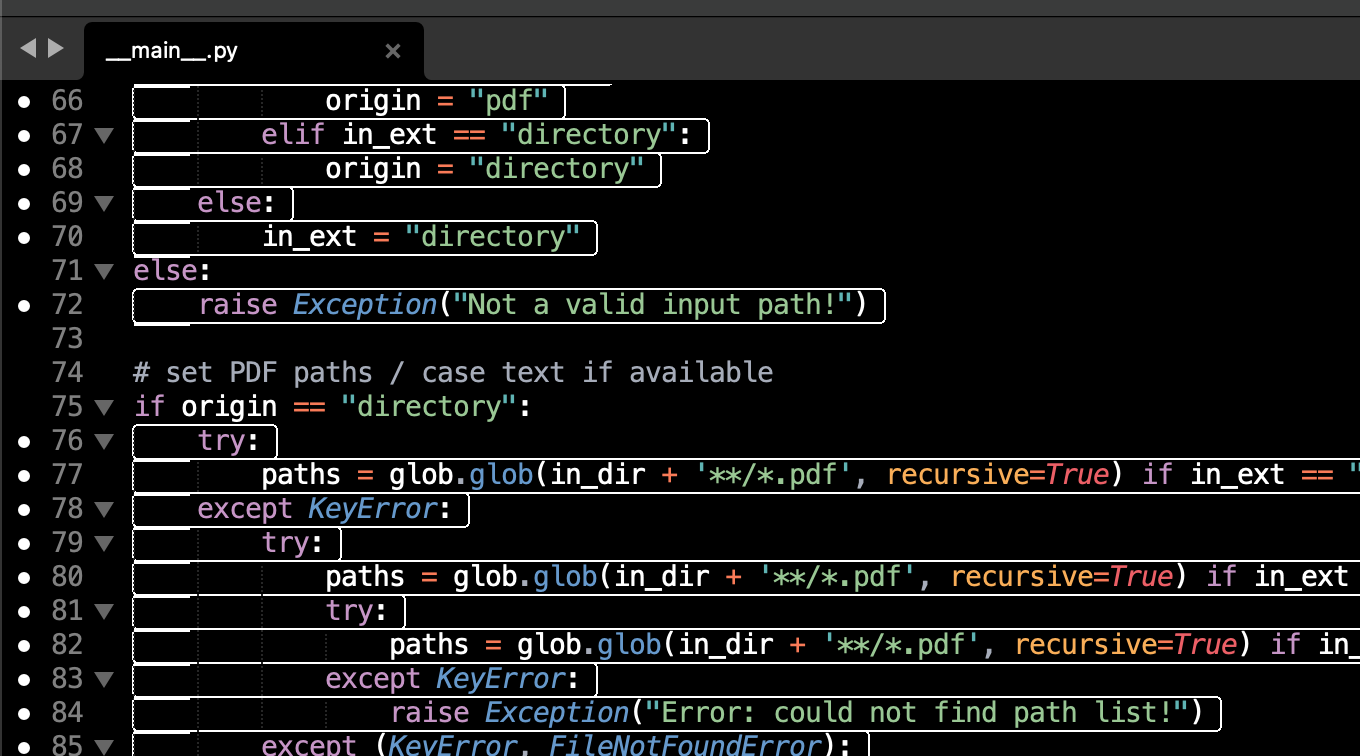 __main__.py ×
66 origin = "pdf"
67 elif in_ext == "directory":
68 origin = "directory"
69 else:
70 in_ext = "directory"
71 else:
72 raise Exception("Not a valid input path!")
73
74 # set PDF paths / case text if available
75 if origin == "directory":
76 try:
77 paths = glob.glob(in_dir + '**/*.pdf', recursive=True) if in_ext == "
78 except KeyError:
79 try:
80 paths = glob.glob(in_dir + '**/*.pdf', recursive=True) if in_ext
81 try:
82 paths = glob.glob(in_dir + '**/*.pdf', recursive=True) if in_
83 except KeyError:
84 raise Exception("Error: could not find path list!")
85 except (KeyError, FileNotFoundError):